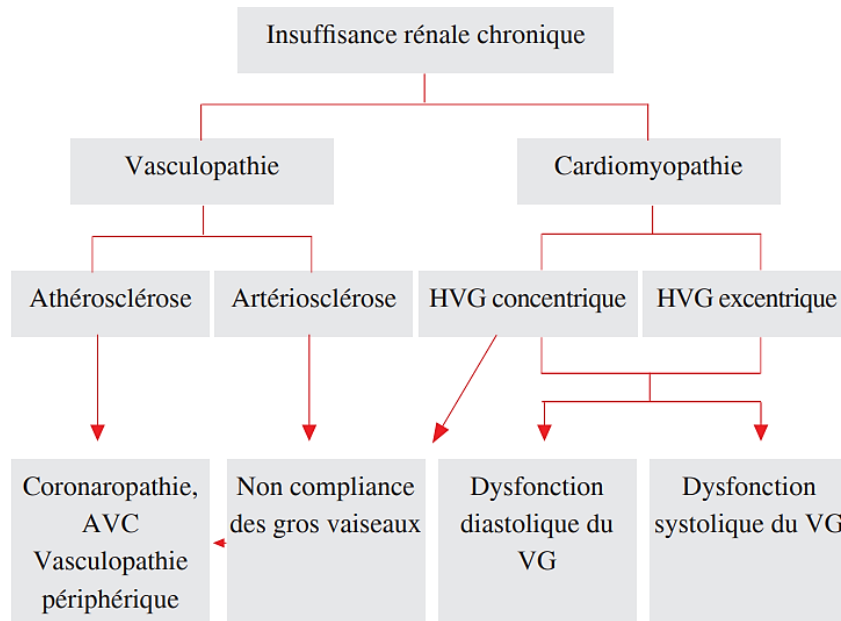 Insuffisance rénale chronique
Vasculopathie
Cardiomyopathie
Athérosclérose
Artériosclérose
HVG concentrique
HVG excentrique
Coronaropathie,
AVC
Vasculopathie
périphérique
Non compliance
des gros vaiseaux
Dysfonction
diastolique du
VG
Dysfonction
systolique du VG